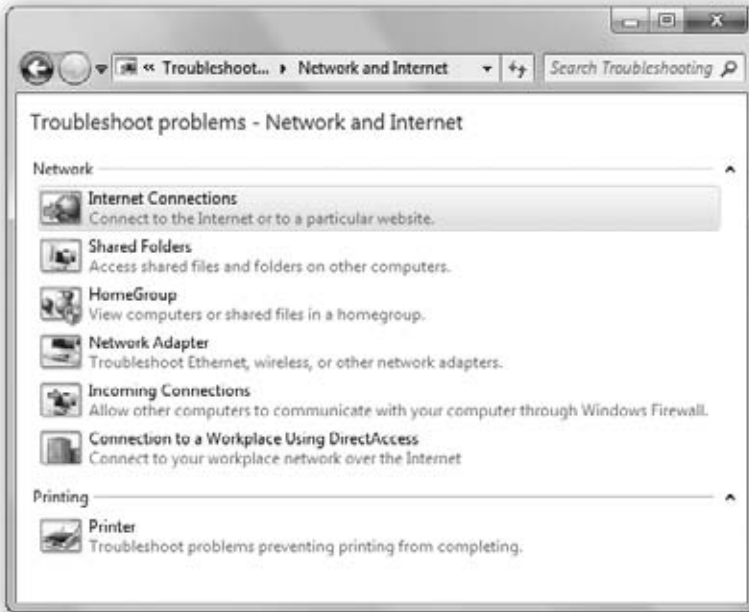 Troubleshoot... Network and Internet Search Troubleshooting
Troubleshoot problems - Network and Internet
Network
Internet Connections
Connect to the Internet or to a particular website.
Shared Folders
Access shared files and folders on other computers.
HomeGroup
View computers or shared files in a homegroup.
Network Adapter
Troubleshoot Ethernet, wireless, or other network adapters.
Incoming Connections
Allow other computers to communicate with your computer through Windows Firewall.
Connection to a Workplace Using DirectAccess
Connect to your workplace network over the Internet
Printing
Printer
Troubleshoot problems preventing printing from completing.